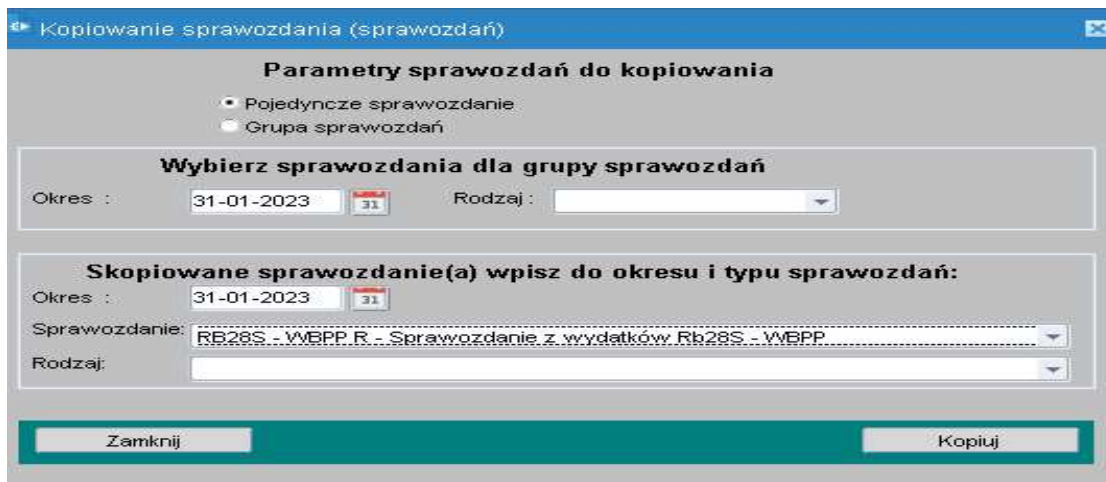 Kopiowanie sprawozdania (sprawozdań)
Parametry sprawozdań do kopiowania
Pojedyncze sprawozdanie
Grupa sprawozdań
Wybierz sprawozdania dla grupy sprawozdań
Okres : 31-01-2023 31 Rodzaj :
Skopiowane sprawozdanie(a) wpisz do okresu i typu sprawozdań:
Okres : 31-01-2023 31
Sprawozdanie: RB28S - WBPP R - Sprawozdanie z wydatków Rb28S - WBPP
Rodzaj:
Zamknij Kopiuj